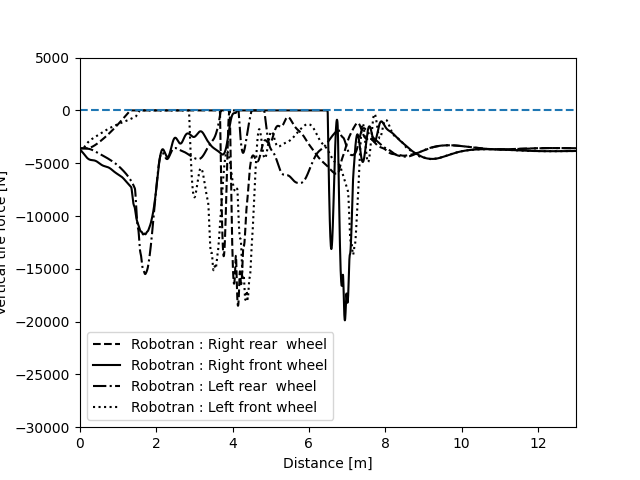 5000
0
−5000
−10000
−15000
−20000
−25000
−30000
Vertical tire force [N]
Robotran : Right rear  wheel
Robotran : Right front wheel
Robotran : Left rear  wheel
Robotran : Left front wheel
0 2 4 6 8 10 12
Distance [m]